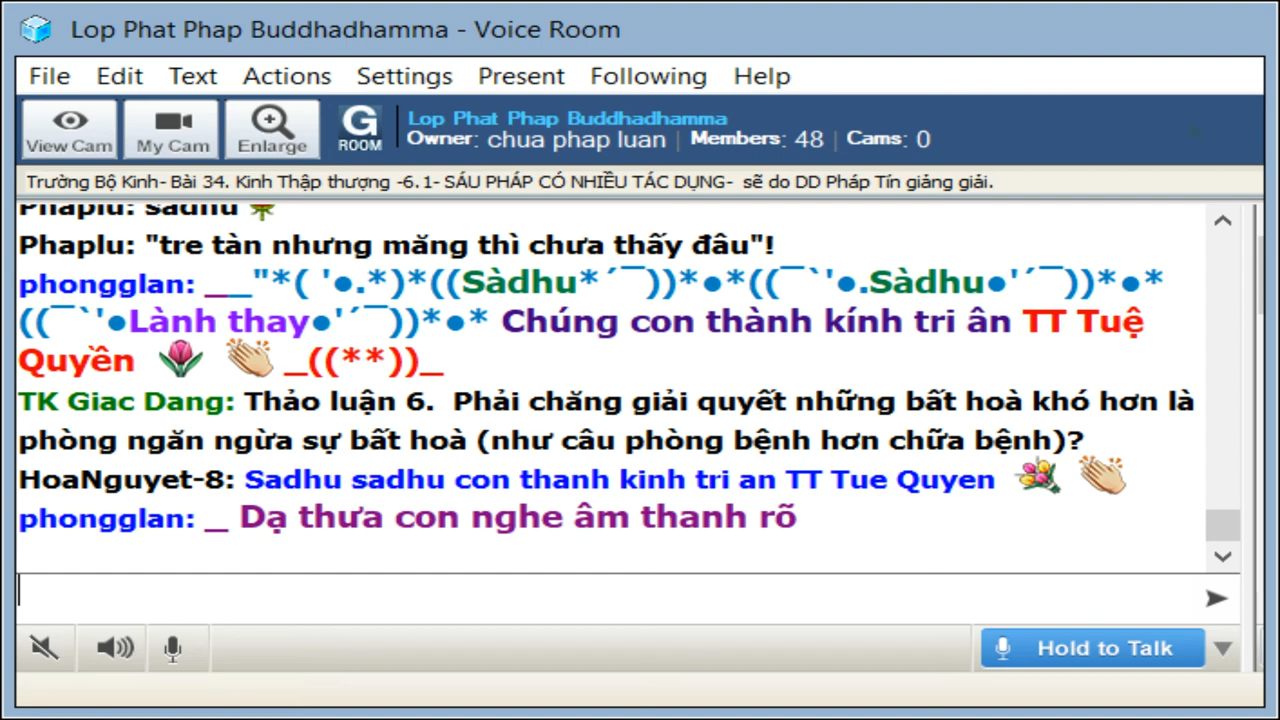 Lop Phat Phap Buddhadhamma - Voice Room
File Edit Text Actions Settings Present Following Help
View Cam My Cam Enlarge G ROOM
Lop Phat Phap Buddhadhamma
Owner: chua phap luan | Members: 48 | Cams: 0
Trường Bộ Kinh- Bài 34. Kinh Thập thượng -6.1- SÁU PHÁP CÓ NHIỀU TÁC DỤNG- sẽ do DD Pháp Tín giảng giải.
Phaplu: sadhu
Phaplu: "tre tàn nhưng măng thì chưa thấy đâu"!
phongglan: __"*( '●.*)*((Sàdhu*´¯))*●*((¯`'●.Sàdhu●'´¯))*●*
((¯`'●Lành thay●'´¯))*●* Chúng con thành kính tri ân TT Tuệ
Quyền _((**))_
TK Giac Dang: Thảo luận 6. Phải chăng giải quyết những bất hoà khó hơn là
phòng ngăn ngừa sự bất hoà (như câu phòng bệnh hơn chữa bệnh)?
HoaNguyet-8: Sadhu sadhu con thanh kinh tri an TT Tue Quyen
phongglan: _ Dạ thưa con nghe âm thanh rõ
Hold to Talk